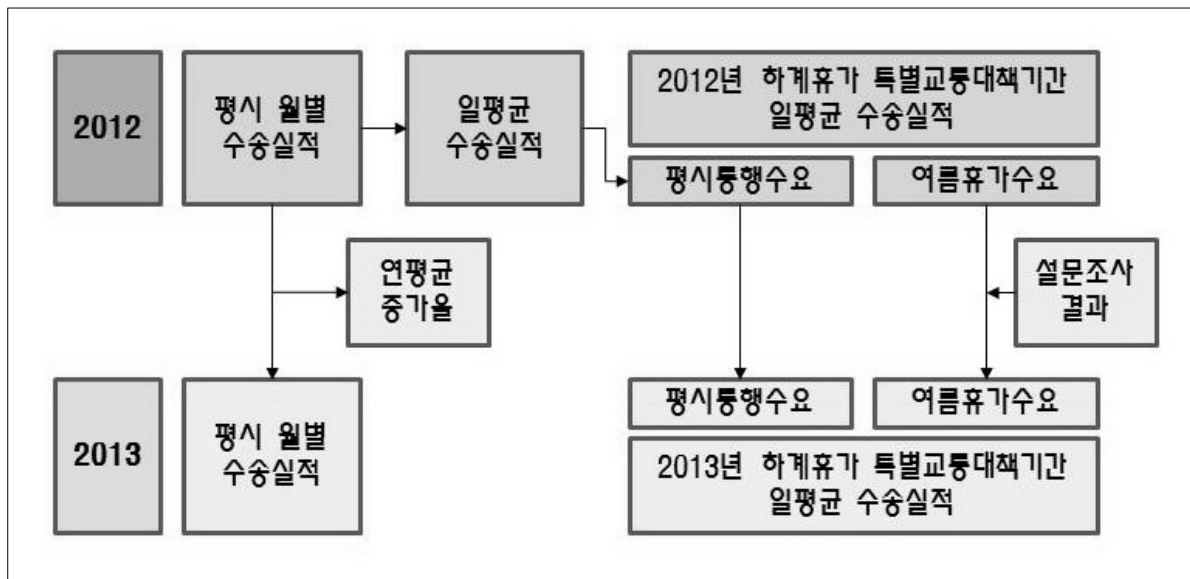 2012
평시 월별
수송실적
일평균
수송실적
2012년 하계휴가 특별교통대책기간
일평균 수송실적
평시통행수요
여름휴가수요
연평균
증가율
설문조사
결과
2013
평시 월별
수송실적
평시통행수요
여름휴가수요
2013년 하계휴가 특별교통대책기간
일평균 수송실적